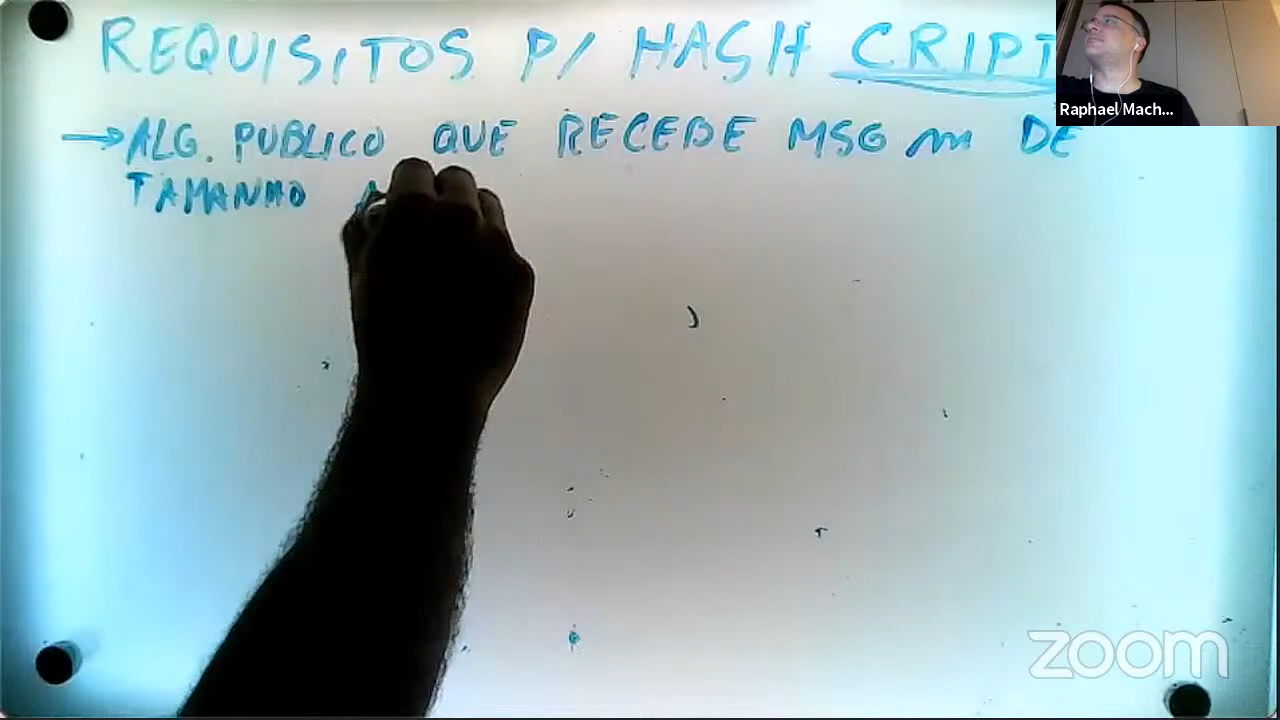 REQUISITOS P/ HASH CRIPT
→ ALG. PUBLICO QUE RECEBE MSG m DE
TAMANHO
Raphael Mach...
zoom